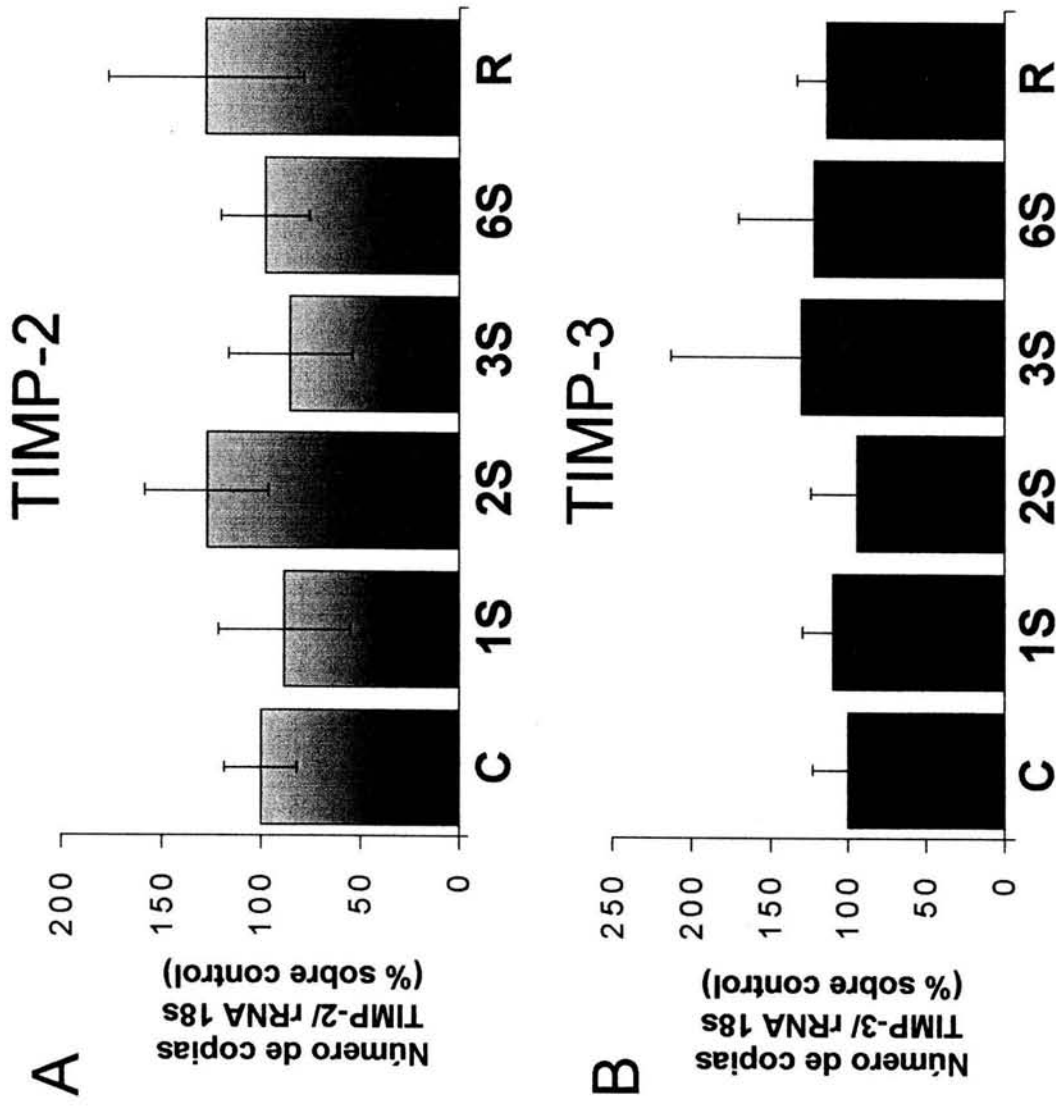 A
TIMP-2
Número de copias
TIMP-2/ rRNA 18s
(% sobre control)
200
150
100
50
0
C 1S 2S 3S 6S R
B
TIMP-3
Número de copias
TIMP-3/ rRNA 18s
(% sobre control)
250
200
150
100
50
0
C 1S 2S 3S 6S R